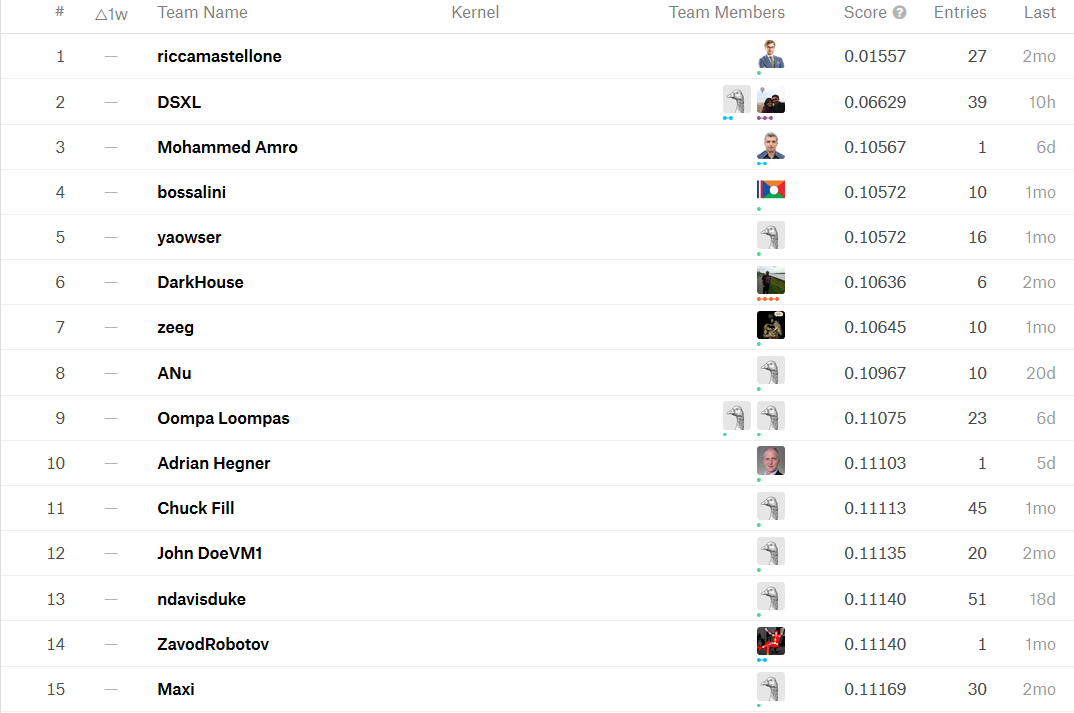 # △1w Team Name Kernel Team Members Score ? Entries Last
1 — riccamastellone 0.01557 27 2mo
2 — DSXL 0.06629 39 10h
3 — Mohammed Amro 0.10567 1 6d
4 — bossalini 0.10572 10 1mo
5 — yaowser 0.10572 16 1mo
6 — DarkHouse 0.10636 6 2mo
7 — zeeg 0.10645 10 1mo
8 — ANu 0.10967 10 20d
9 — Oompa Loompas 0.11075 23 6d
10 — Adrian Hegner 0.11103 1 5d
11 — Chuck Fill 0.11113 45 1mo
12 — John DoeVM1 0.11135 20 2mo
13 — ndavisduke 0.11140 51 18d
14 — ZavodRobotov 0.11140 1 1mo
15 — Maxi 0.11169 30 2mo